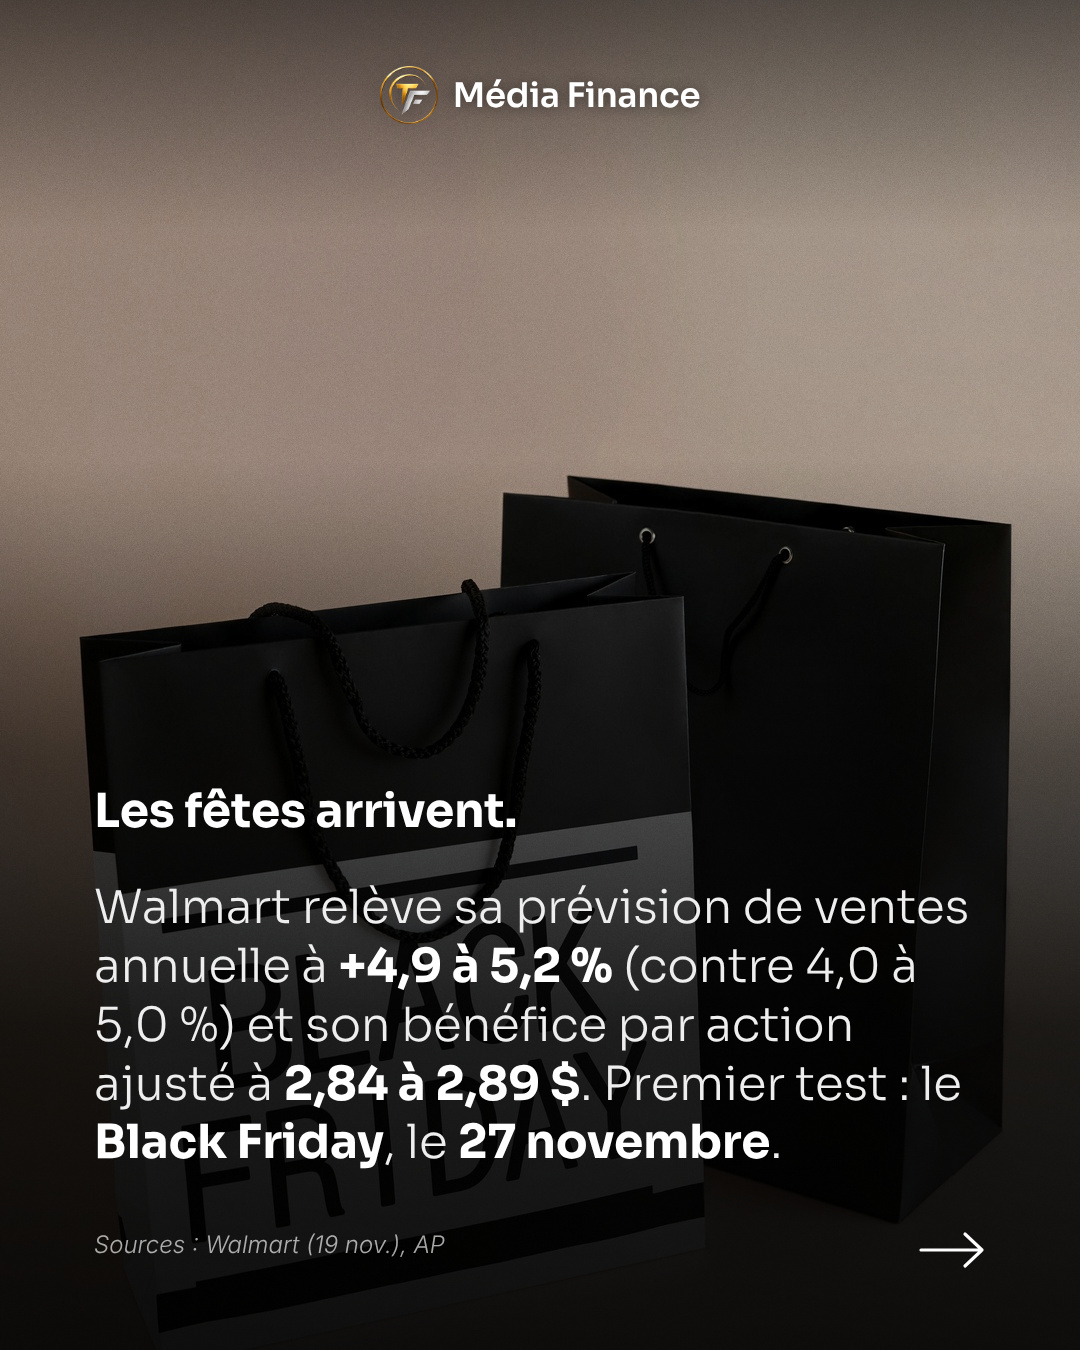 Média Finance
Les fêtes arrivent.
Walmart relève sa prévision de ventes
annuelle à +4,9 à 5,2 % (contre 4,0 à
5,0 %) et son bénéfice par action
ajusté à 2,84 à 2,89 $. Premier test : le
Black Friday, le 27 novembre.
BLACK
FRIDAY
Sources : Walmart (19 nov.), AP